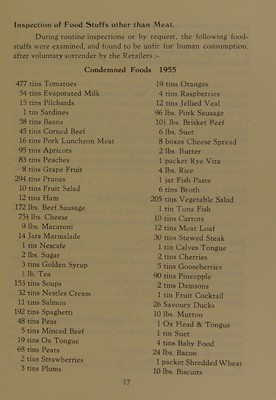 Inspection of Food Stuffs other than Meat.
During routine inspections or by request, the following food-
stuffs were examined, and found to be unfit for human consumption,
after voluntary surrender by the Retailers :-
Condemned Foods 1955
477 tins Tomatoes
54 tins Evaporated Milk
15 tins Pilchards
1 tin Sardines
58 tins Beans
45 tins Corned Beef
16 tins Pork Luncheon Meat
95 tins Apricots
83 tins Peaches
8 tins Grape Fruit
294 tins Prunes
10 tins Fruit Salad
12 tins Ham
172 lbs. Beef Sausage
75½ lbs. Cheese
9 lbs. Macaroni
14 Jars Marmalade
1 tin Nescafe
2 lbs. Sugar
3 tins Golden Syrup
½ lb. Tea
153 tins Soups
32 tins Nestles Cream
11 tins Salmon
192 tins Spaghetti
48 tins Peas
5 tins Minced Beef
19 tins Ox Tongue
68 tins Pears
2 tins Strawberries
3 tins Plums
19 tins Oranges
4 tins Raspberries
12 tins Jellied Veal
96 lbs. Pork Sausage
10½ lbs. Brisket Beef
6 lbs. Suet
8 boxes Cheese Spread
2 lbs. Butter
1 packer Rye Vita
4 lbs. Rice
1 jar Fish Paste
6 tins Broth
205 tins Vegetable Salad
1 tin Tuna Fish
10 tins Carrots
12 tins Meat Loaf
30 tins Stewed Steak
1 tin Calves Tongue
2 tins Cherries
5 tins Gooseberries
90 tins Pineapple
2 tins Damsons
1 tin Fruit Cocktail
26 Savoury Ducks
10 lbs. Mutton
1 Ox Head & Tongue
1 tin Suet
4 tins Baby Food
24 lbs. Bacon
1 packet Shredded Wheat
10 lbs. Biscuits
17